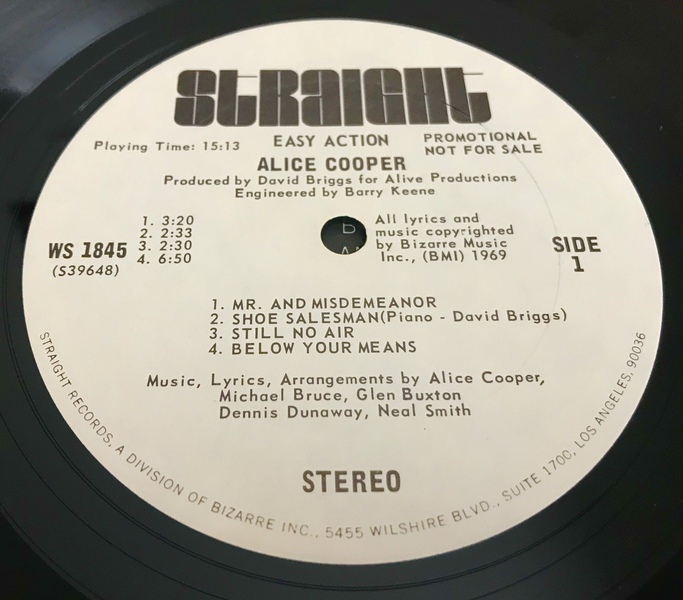 STRAIGHT
Playing Time: 15:13
EASY ACTION
PROMOTIONAL
NOT FOR SALE
ALICE COOPER
Produced by David Briggs for Alive Productions
Engineered by Barry Keene
1. 3:20
2. 2:33
3. 2:30
4. 6:50
WS 1845
(S39648)
All lyrics and
music copyrighted
by Bizarre Music
Inc., (BMI) 1969
SIDE
1
1. MR. AND MISDEMEANOR
2. SHOE SALESMAN(Piano - David Briggs)
3. STILL NO AIR
4. BELOW YOUR MEANS
Music, Lyrics, Arrangements by Alice Cooper,
Michael Bruce, Glen Buxton
Dennis Dunaway, Neal Smith
STEREO
STRAIGHT RECORDS, A DIVISION OF BIZARRE INC., 5455 WILSHIRE BLVD., SUITE 1700, LOS ANGELES, 90036